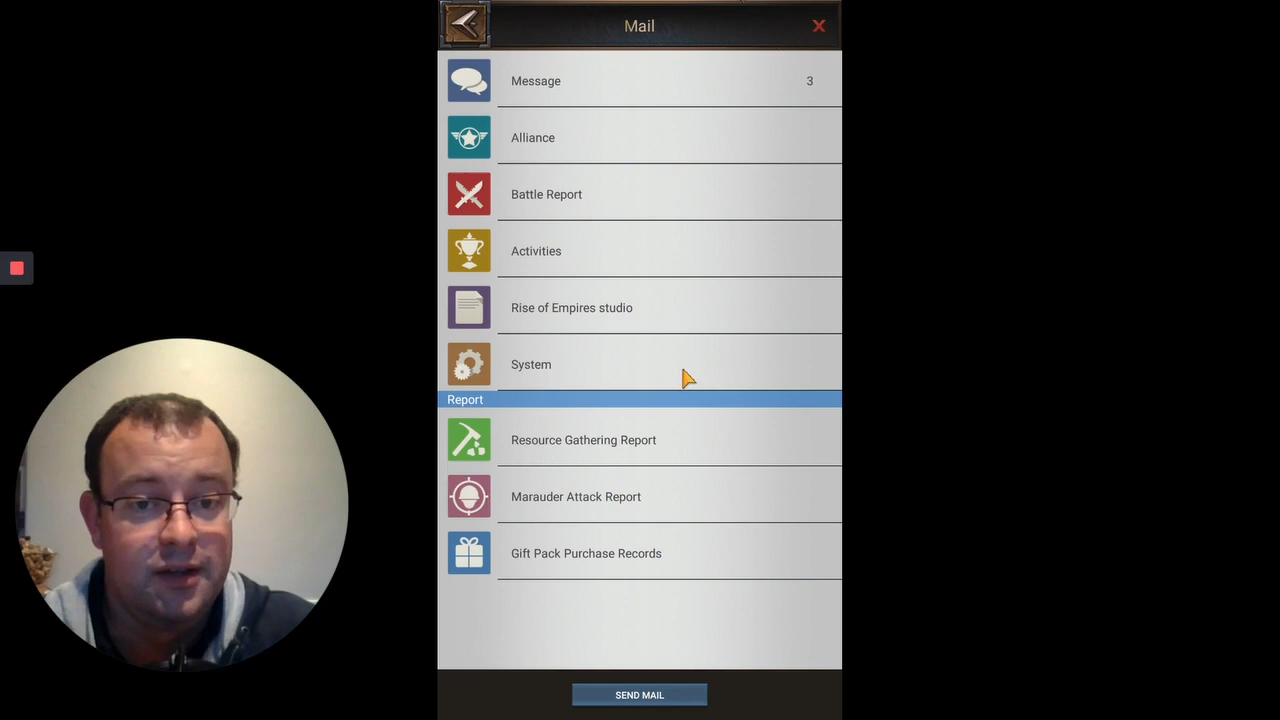 Mail
Message 3
Alliance
Battle Report
Activities
Rise of Empires studio
System
Report
Resource Gathering Report
Marauder Attack Report
Gift Pack Purchase Records
SEND MAIL